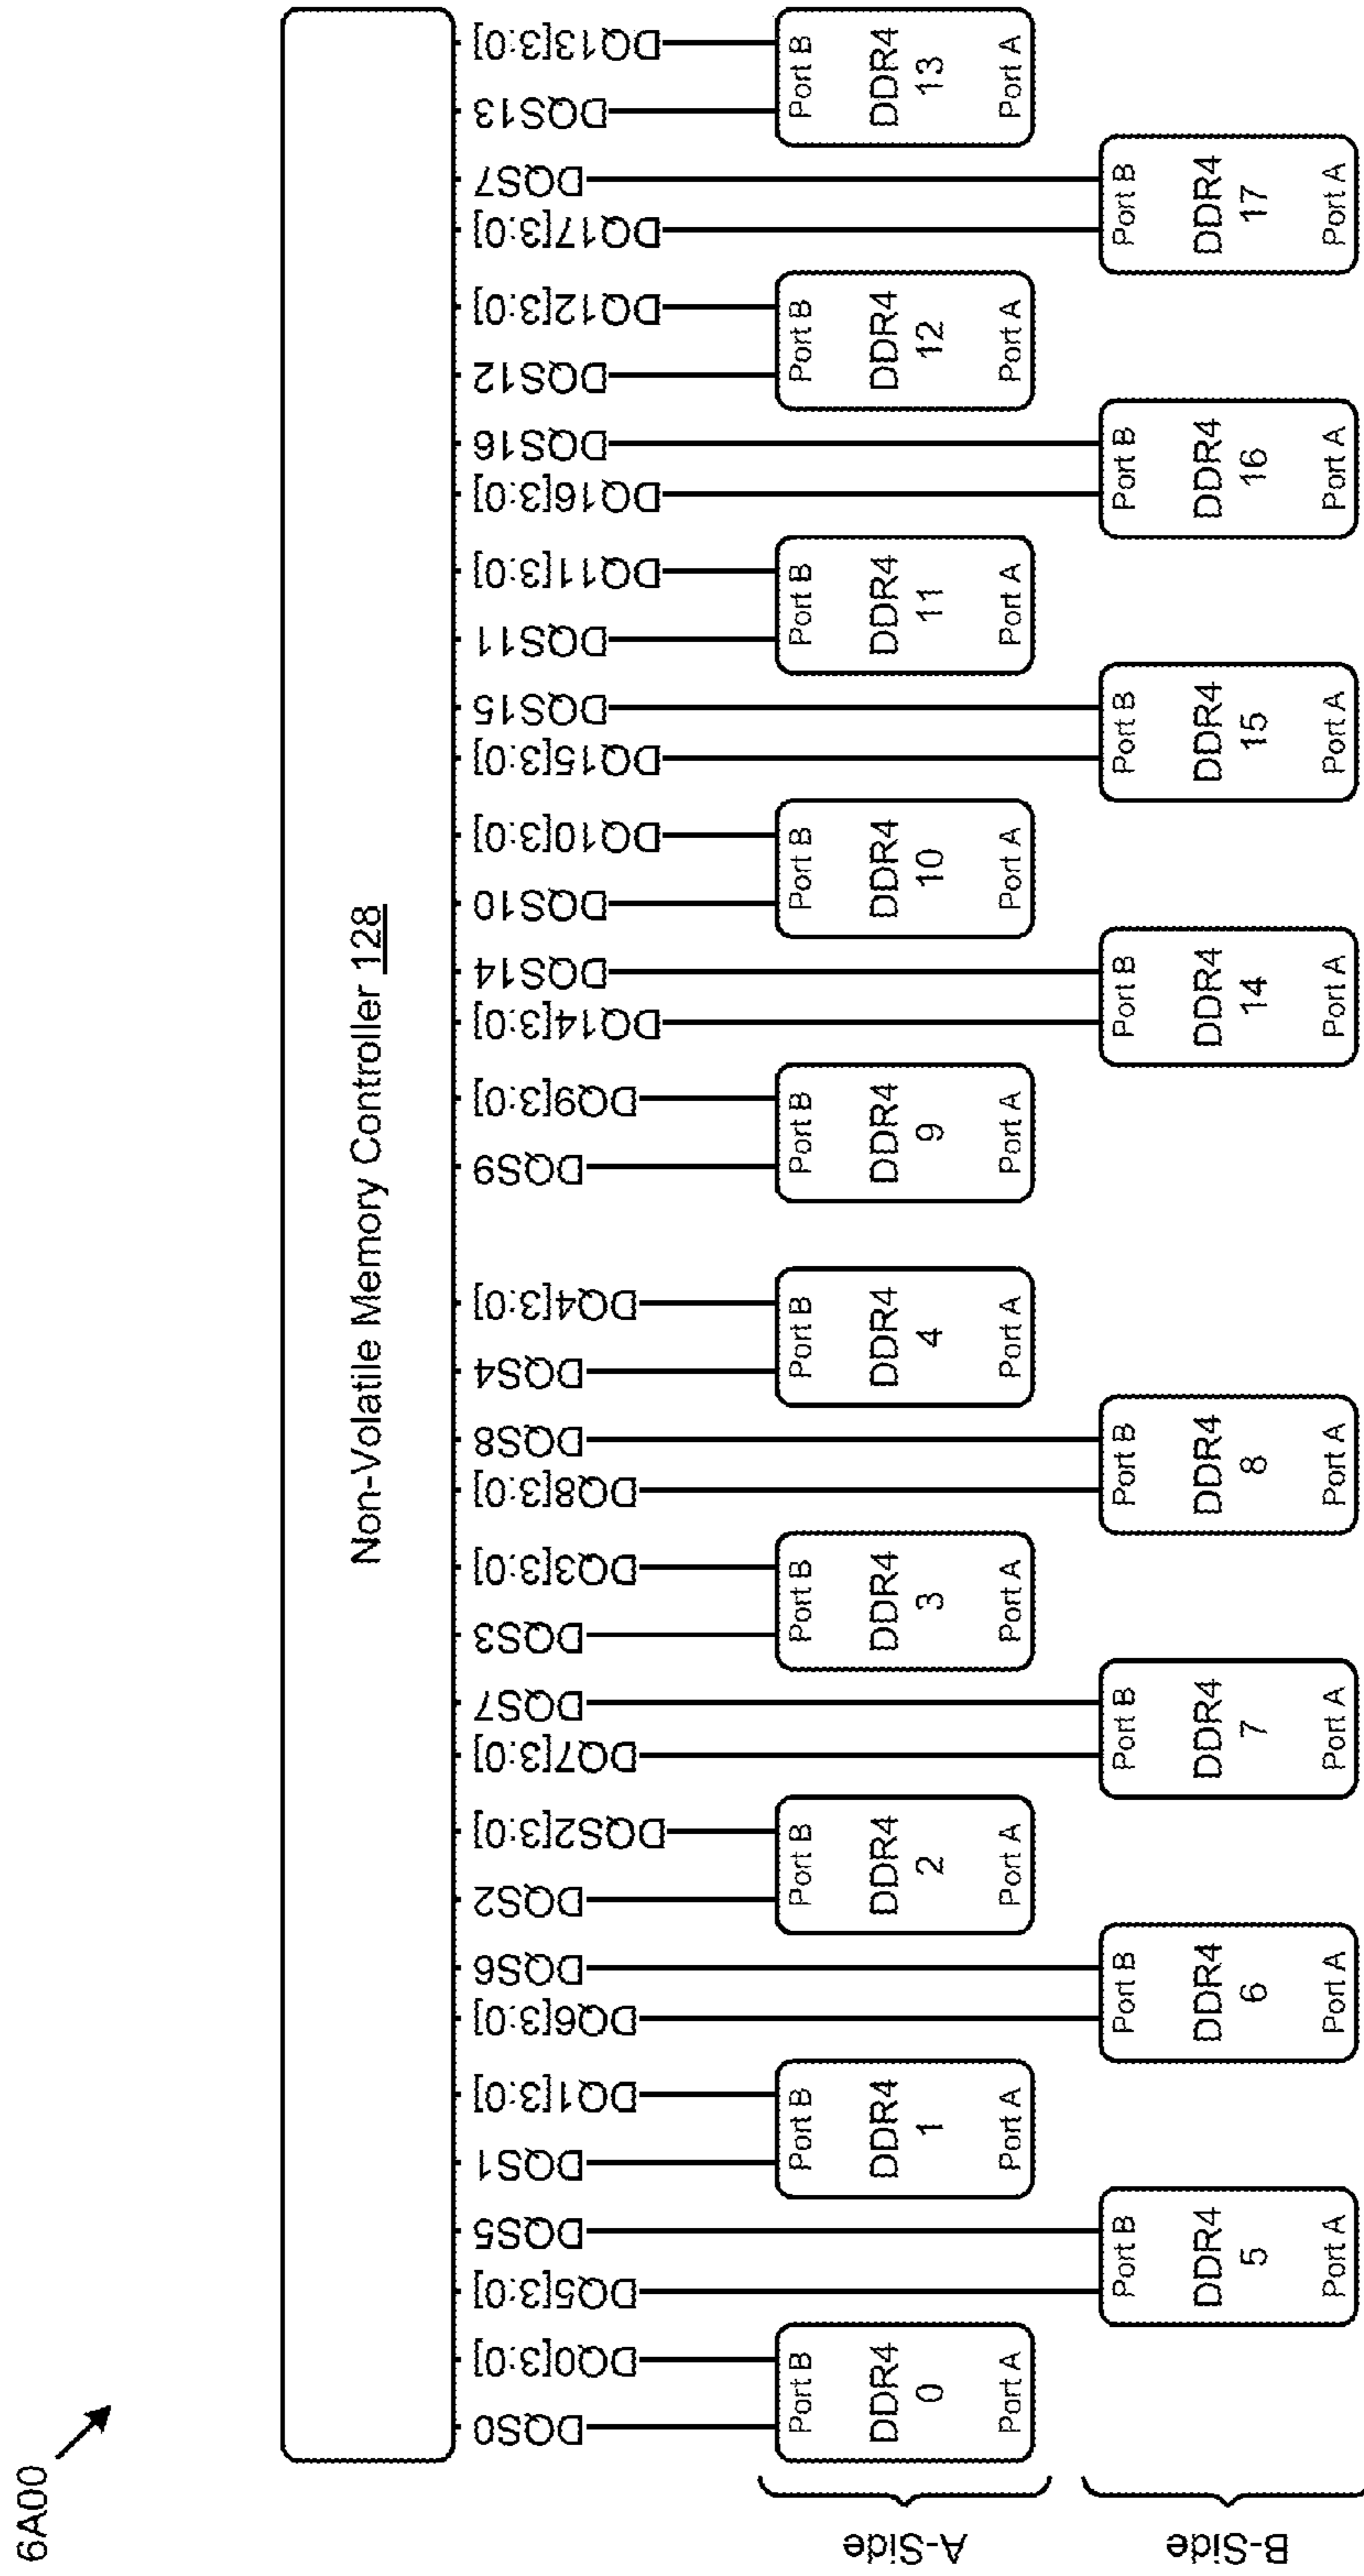 6A00
Non-Volatile Memory Controller 128
DQS0
DQ0[3:0]
DQ5[3:0]
DQS5
DQS1
DQ1[3:0]
DQ6[3:0]
DQS6
DQS2
DQS2[3:0]
DQ7[3:0]
DQS7
DQS3
DQ3[3:0]
DQ8[3:0]
DQS8
DQS4
DQ4[3:0]
DQS9
DQ9[3:0]
DQ14[3:0]
DQS14
DQS10
DQ10[3:0]
DQ15[3:0]
DQS15
DQS11
DQ11[3:0]
DQ16[3:0]
DQS16
DQS12
DQ12[3:0]
DQ17[3:0]
DQS7
DQS13
DQ13[3:0]
A-Side
Port B
DDR4
0
Port A
Port B
DDR4
1
Port A
Port B
DDR4
2
Port A
Port B
DDR4
3
Port A
Port B
DDR4
4
Port A
Port B
DDR4
9
Port A
Port B
DDR4
10
Port A
Port B
DDR4
11
Port A
Port B
DDR4
12
Port A
Port B
DDR4
13
Port A
B-Side
Port B
DDR4
5
Port A
Port B
DDR4
6
Port A
Port B
DDR4
7
Port A
Port B
DDR4
8
Port A
Port B
DDR4
14
Port A
Port B
DDR4
15
Port A
Port B
DDR4
16
Port A
Port B
DDR4
17
Port A